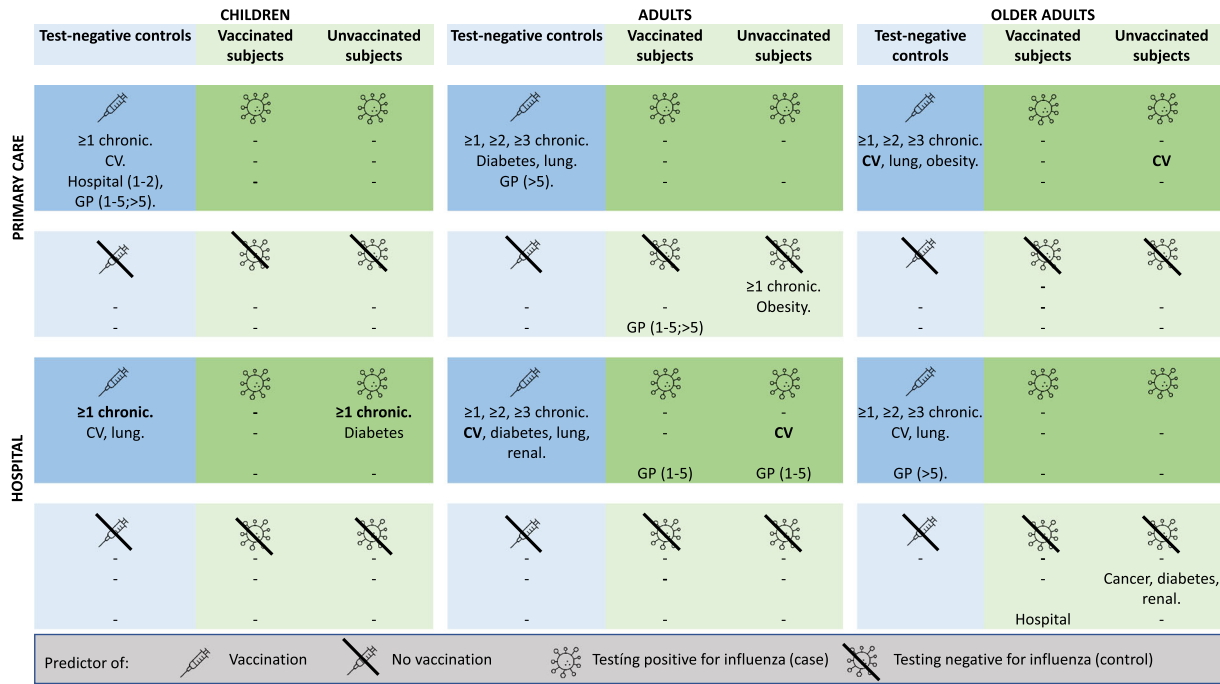 CHILDREN ADULTS OLDER ADULTS
Test-negative controls Vaccinated Unvaccinated Test-negative controls Vaccinated Unvaccinated Test-negative Vaccinated Unvaccinated
subjects subjects subjects subjects controls subjects subjects
PRIMARY CARE
≥1 chronic. - - ≥1, ≥2, ≥3 chronic. - - ≥1, ≥2, ≥3 chronic. - -
CV. - - Diabetes, lung. - - CV, lung, obesity. - CV
Hospital (1-2), - - GP (>5). - - - -
GP (1-5;>5).
≥1 chronic. -
- - - - Obesity. - - -
- - - - GP (1-5;>5) - - -
HOSPITAL
≥1 chronic. - ≥1 chronic. ≥1, ≥2, ≥3 chronic. - - ≥1, ≥2, ≥3 chronic. - -
CV, lung. - Diabetes CV, diabetes, lung, - CV CV, lung. - -
renal.
- - GP (1-5) GP (1-5) GP (>5). - -
- - - - - - - -
- - - - - - - - Cancer, diabetes,
renal.
- - - - - - - Hospital -
Predictor of: Vaccination No vaccination Testing positive for influenza (case) Testing negative for influenza (control)